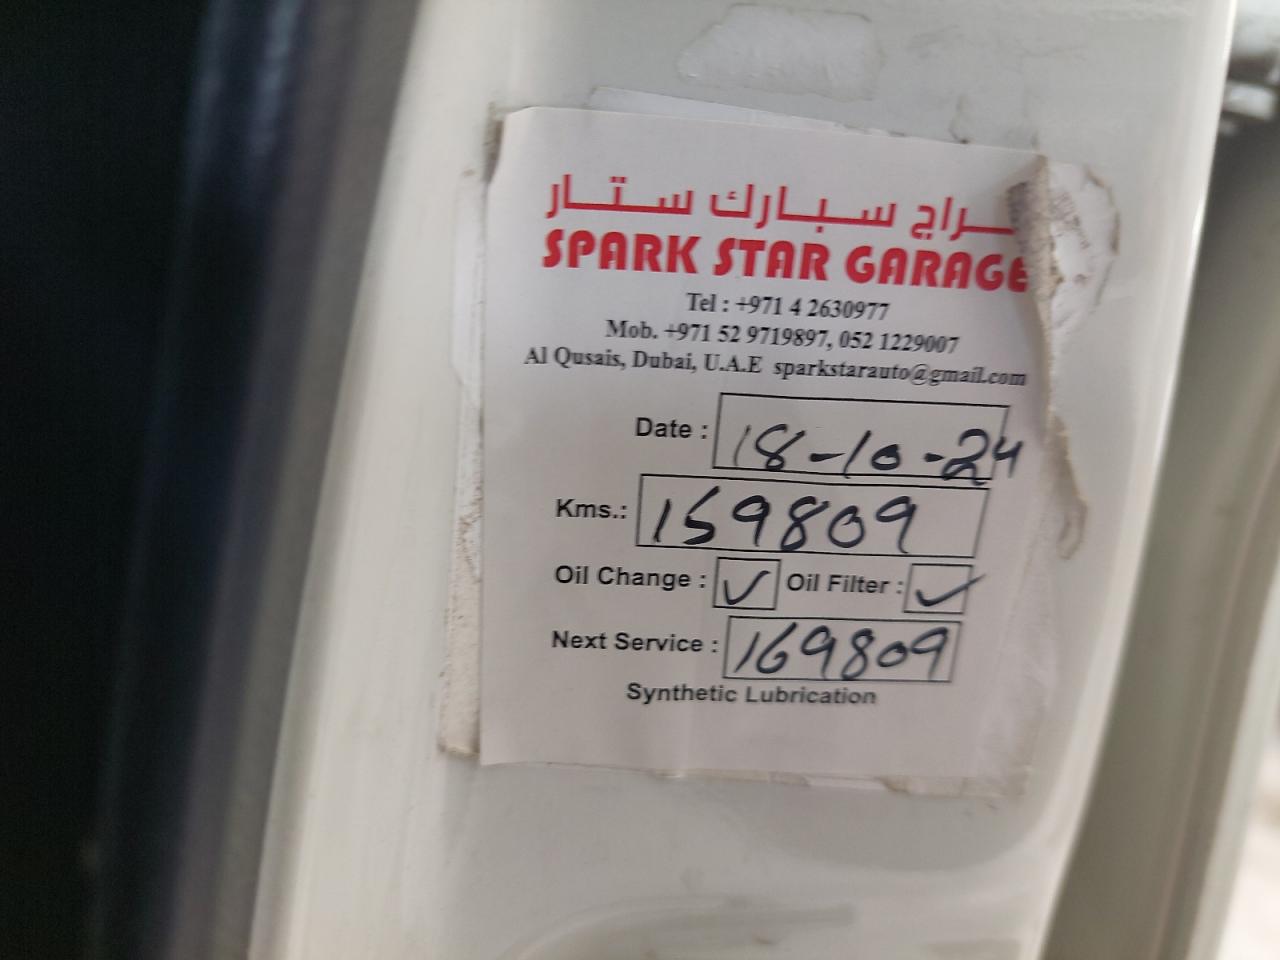 كراج سبارك ستار
SPARK STAR GARAGE
Tel : +971 4 2630977
Mob. +971 52 9719897, 052 1229007
Al Qusais, Dubai, U.A.E sparkstarauto@gmail.com
Date : 18-10-24
Kms.: 159809
Oil Change : ✓ Oil Filter : ✓
Next Service : 169809
Synthetic Lubrication